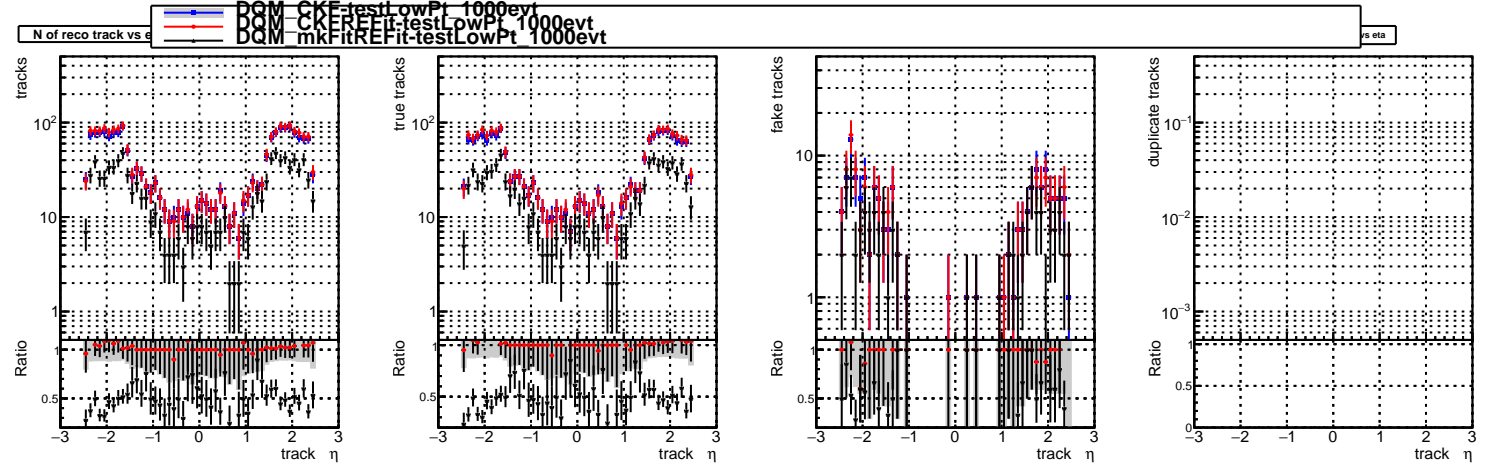 DQM_CKF-testLowPt_1000evt
DQM_CKFREFit-testLowPt_1000evt
DQM_mkFitREFit-testLowPt_1000evt
N of reco track vs e
vs eta
tracks
10²
10
1
Ratio
1
0.5
−3 −2 −1 0 1 2 3
track η
true tracks
10²
10
1
Ratio
1
0.5
−3 −2 −1 0 1 2 3
track η
fake tracks
10
1
Ratio
1
0.5
−3 −2 −1 0 1 2 3
track η
duplicate tracks
10⁻¹
10⁻²
10⁻³
Ratio
1
0.5
0
−3 −2 −1 0 1 2 3
track η